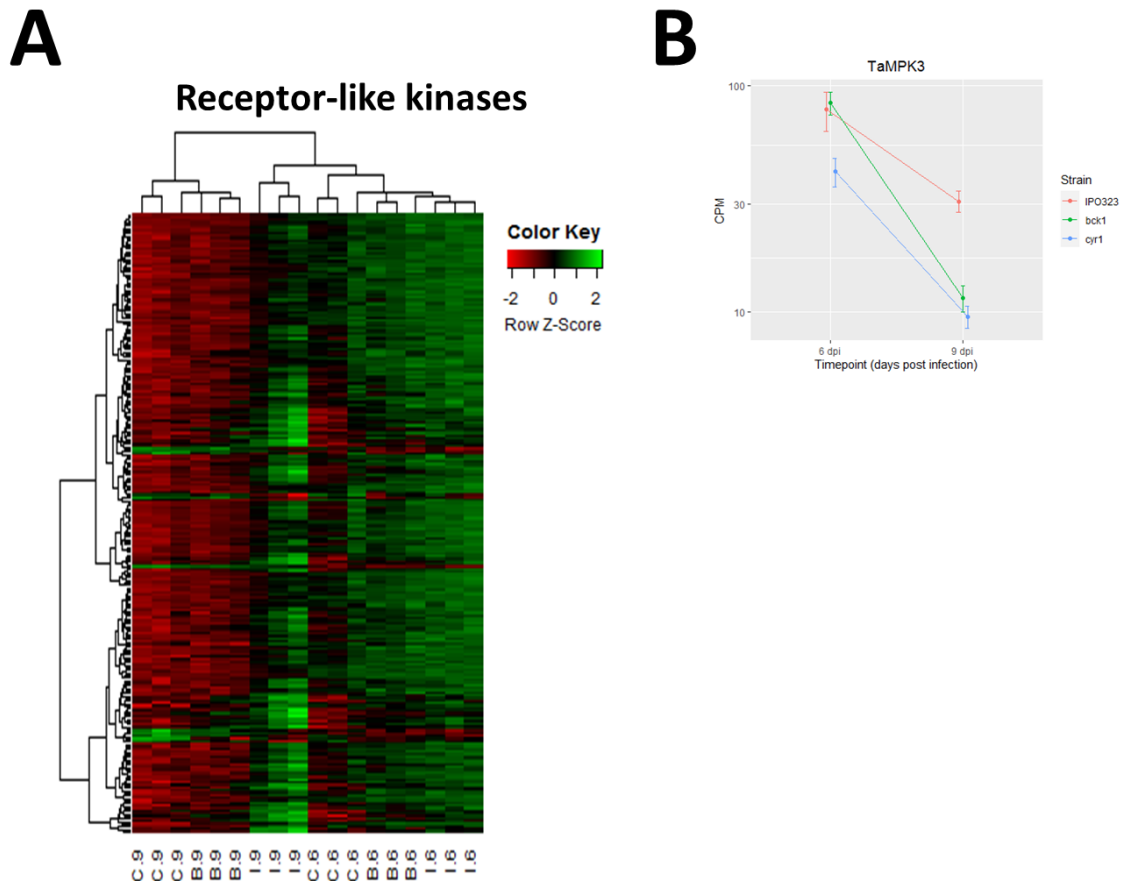 A
Receptor-like kinases
Color Key
-2 0 2
Row Z-Score
C.9 C.9 C.9 B.9 B.9 B.9 I.9 I.9 I.9 C.6 C.6 C.6 B.6 B.6 B.6 I.6 I.6 I.6
B
TaMPK3
100
30
10
CPM
6 dpi 9 dpi
Timepoint (days post infection)
Strain
IPO323
bck1
cyr1